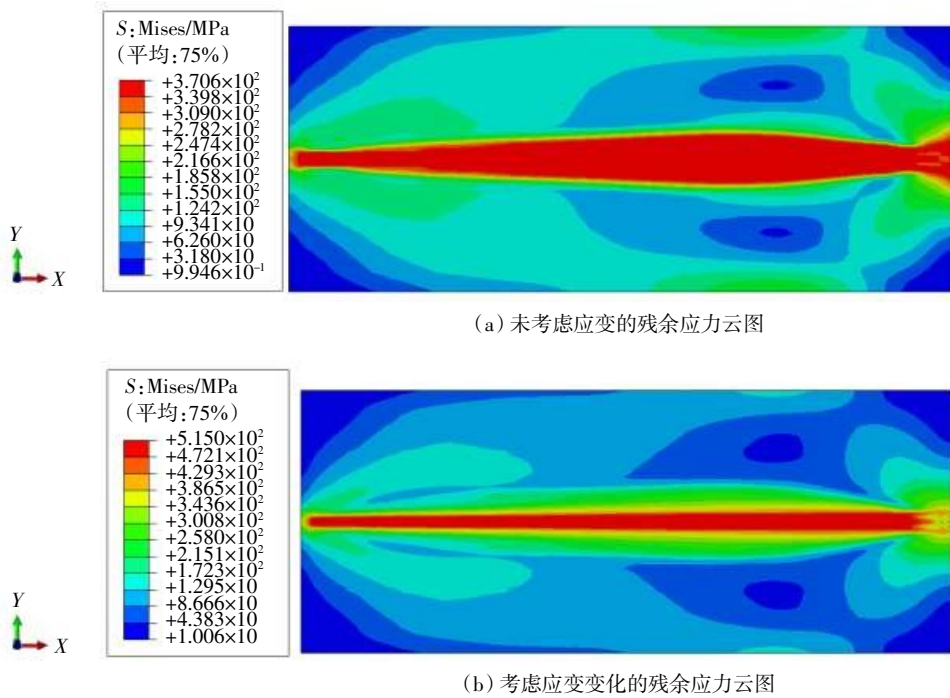 S:Mises/MPa
(平均:75%)
+3.706×10²
+3.398×10²
+3.090×10²
+2.782×10²
+2.474×10²
+2.166×10²
+1.858×10²
+1.550×10²
+1.242×10²
+9.341×10
+6.260×10
+3.180×10
+9.946×10⁻¹
Y
X
(a)未考虑应变的残余应力云图
S:Mises/MPa
(平均:75%)
+5.150×10²
+4.721×10²
+4.293×10²
+3.865×10²
+3.436×10²
+3.008×10²
+2.580×10²
+2.151×10²
+1.723×10²
+1.295×10
+8.666×10
+4.383×10
+1.006×10
Y
X
(b)考虑应变变化的残余应力云图